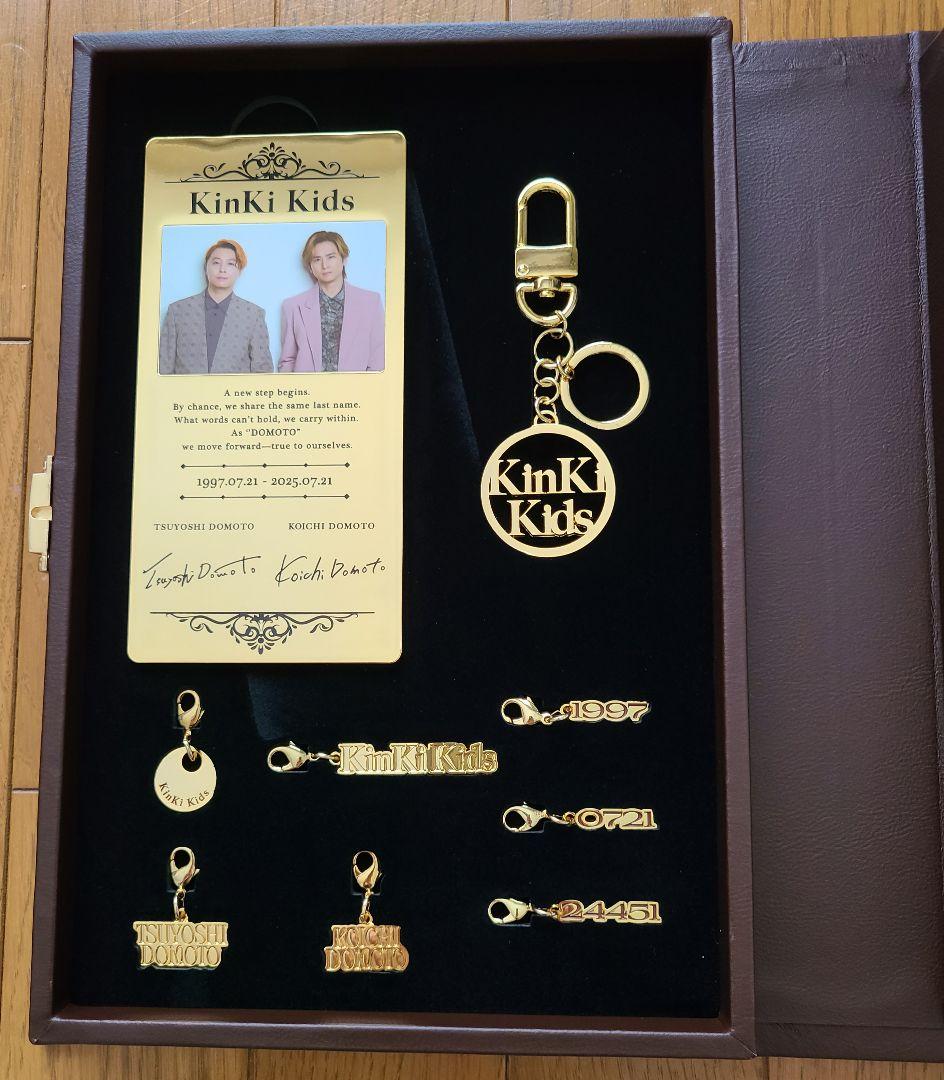 KinKi Kids
A new step begins.
By chance, we share the same last name.
What words can't hold, we carry within.
As "DOMOTO"
we move forward—true to ourselves.
1997.07.21 - 2025.07.21
TSUYOSHI DOMOTO KOICHI DOMOTO
Tsuyoshi Domoto Koichi Domoto
KinKi
Kids
1997
KinKi Kids
KinKi Kids
0721
TSUYOSHI
DOMOTO
KOICHI
DOMOTO
24451